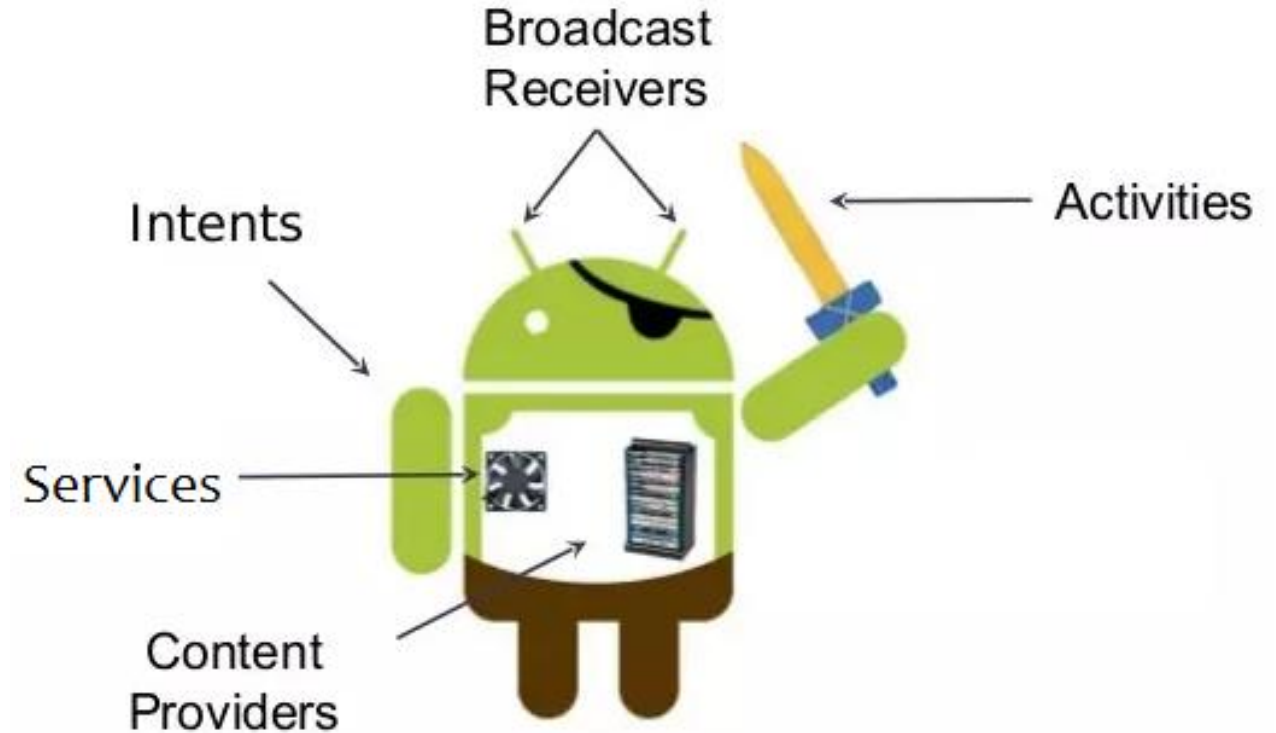 Broadcast
Receivers
Intents
Activities
Services
Content
Providers